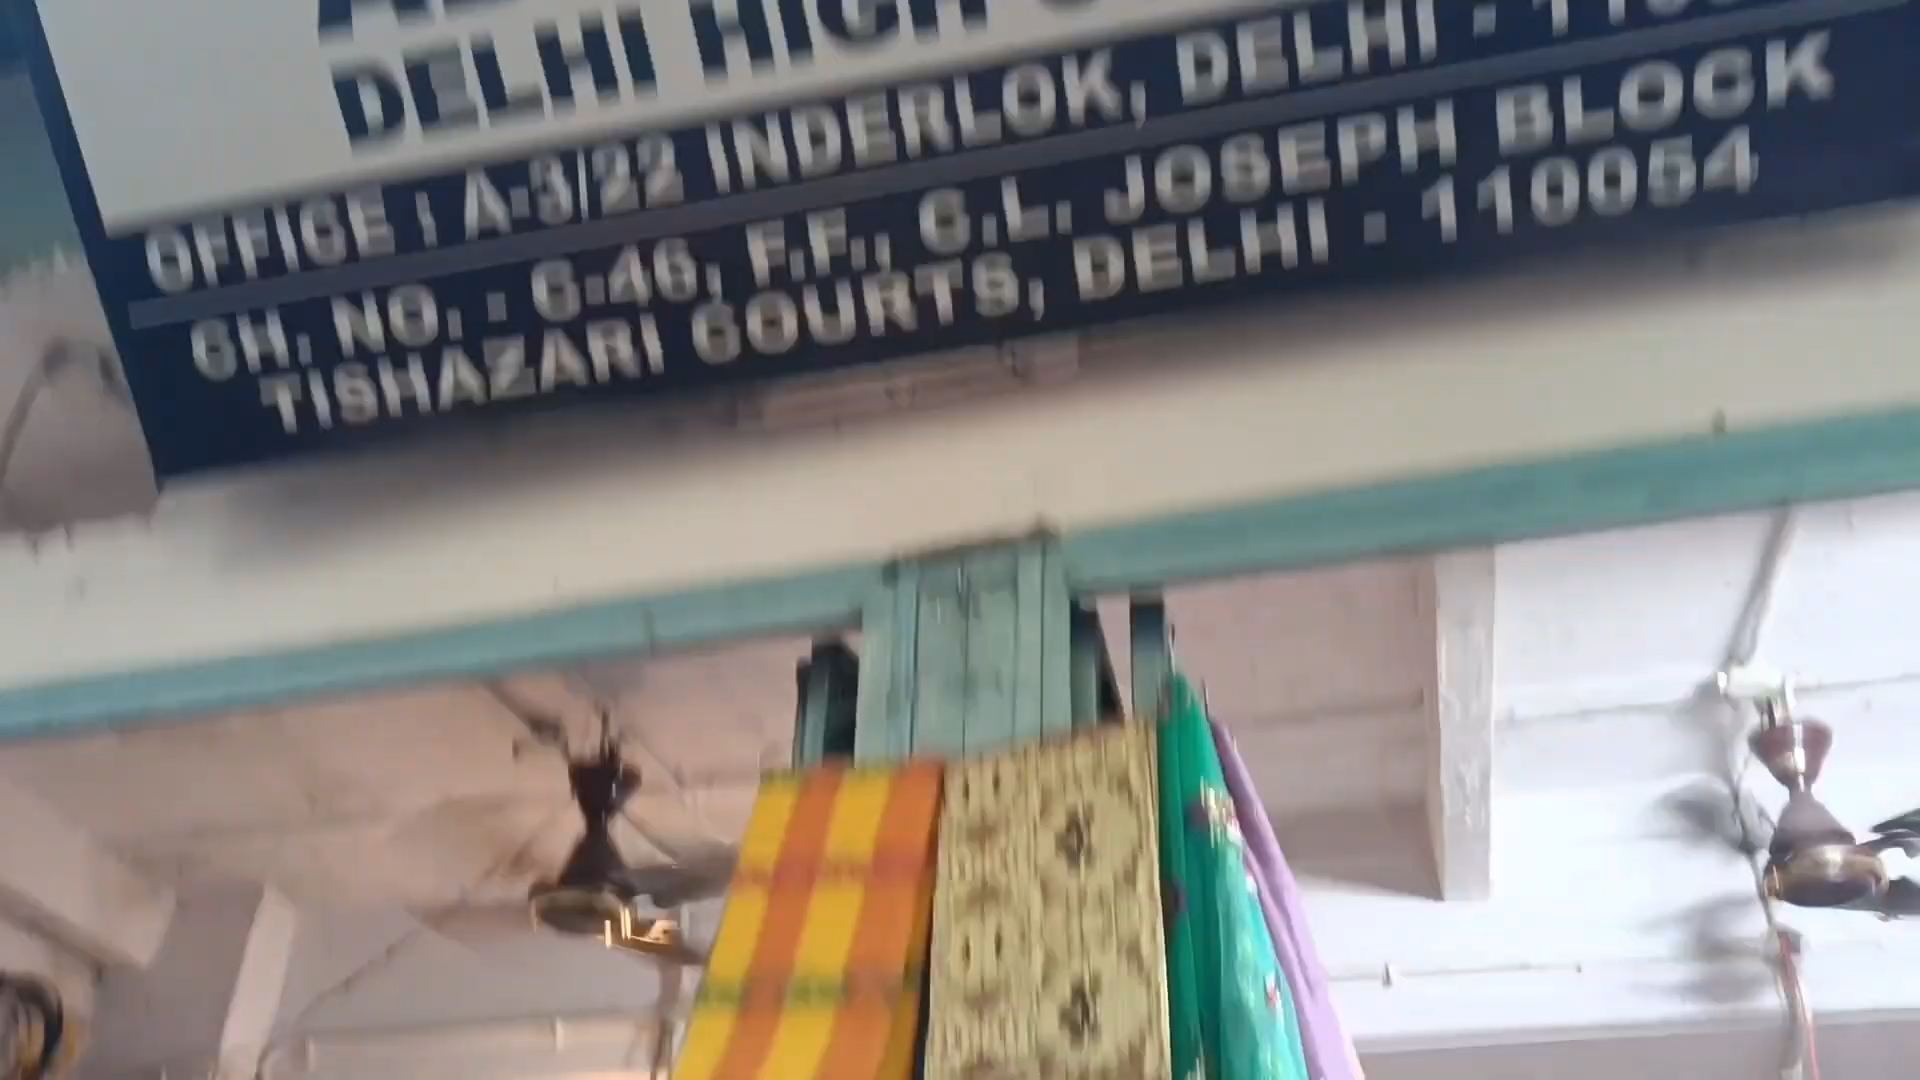 DELHI HIGH
OFFICE : A-3/22 INDERLOK, DELHI -
CH. NO. : G-46, F.F., C.L. JOSEPH BLOCK
TISHAZARI COURTS, DELHI - 110054